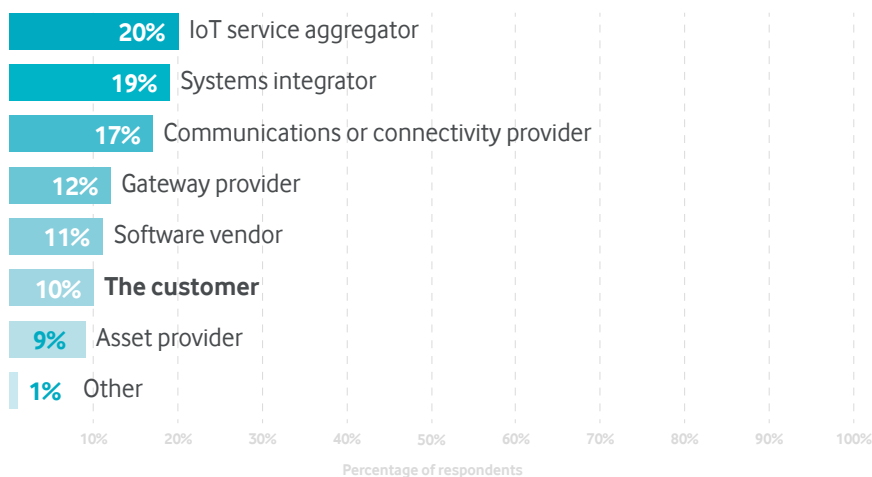 20% IoT service aggregator
19% Systems integrator
17% Communications or connectivity provider
12% Gateway provider
11% Software vendor
10% The customer
9% Asset provider
1% Other
10% 20% 30% 40% 50% 60% 70% 80% 90% 100%
Percentage of respondents